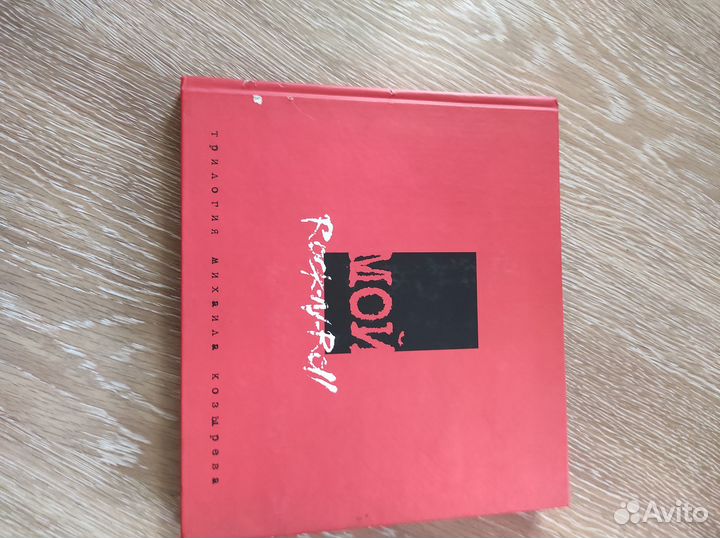 МОЙ
Rock-n-Roll
трилогия михаила козырева
Avito